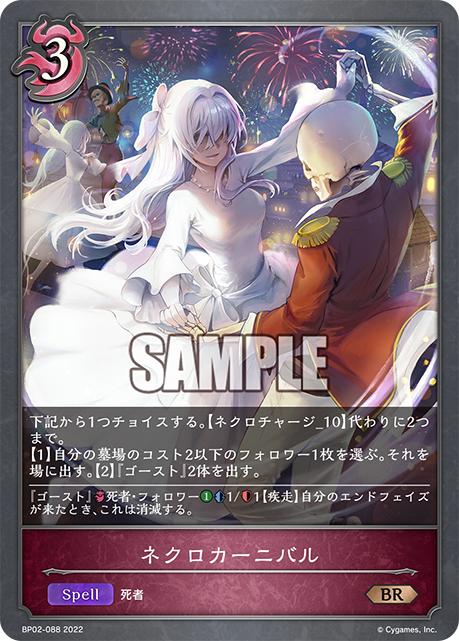 3
SAMPLE
下記から1つチョイスする。【ネクロチャージ_10】代わりに2つ
まで。
【1】自分の墓場のコスト2以下のフォロワー1枚を選ぶ。それを
場に出す。【2】『ゴースト』2体を出す。
『ゴースト』死者・フォロワー1 1/1【疾走】自分のエンドフェイズ
が来たとき、これは消滅する。
ネクロカーニバル
Spell 死者 BR
BP02-088 2022 © Cygames, Inc.